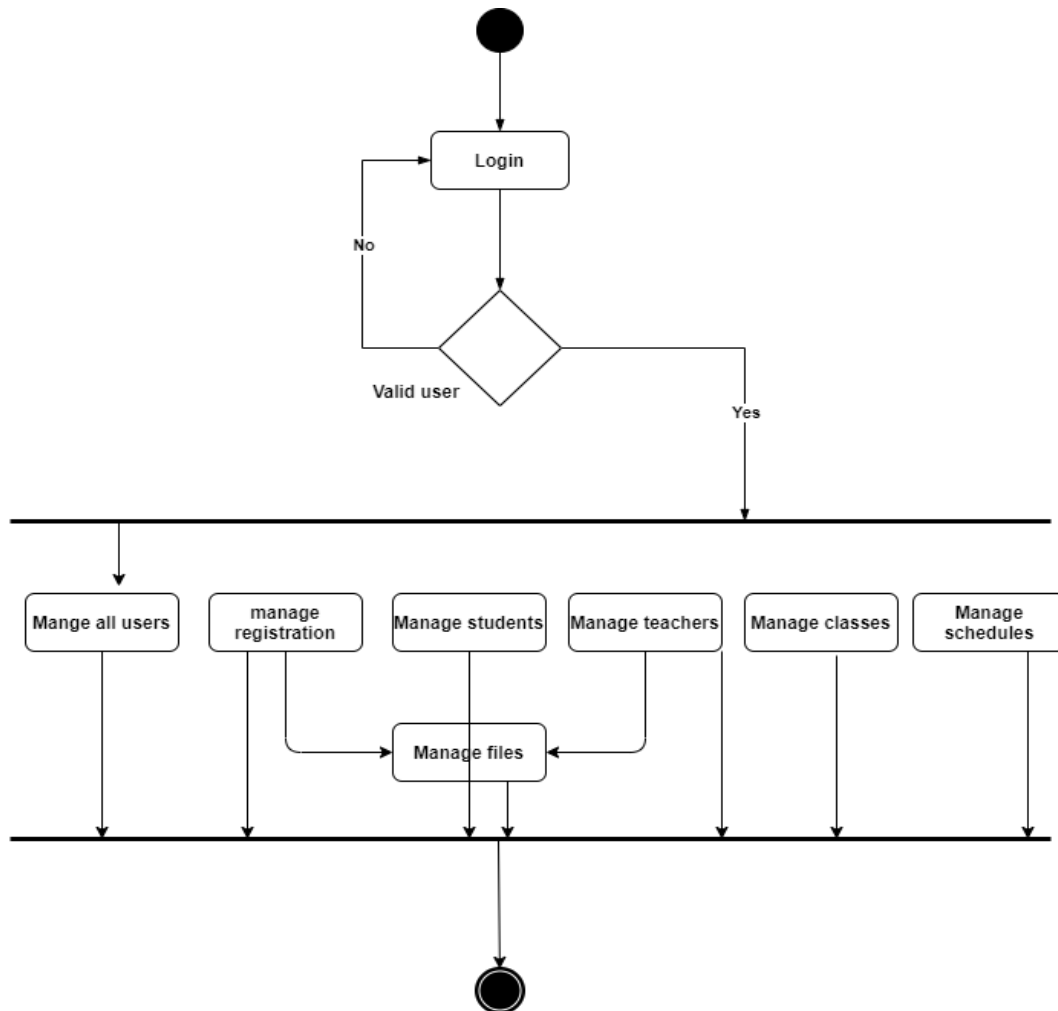 Login
No
Valid user
Yes
Mange all users
manage
registration
Manage students
Manage teachers
Manage classes
Manage
schedules
Manage files